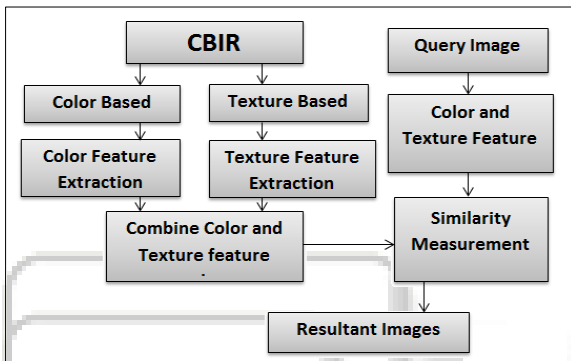 CBIR
Query Image
Color Based
Texture Based
Color and
Texture Feature
Color Feature
Extraction
Texture Feature
Extraction
Combine Color and
Texture feature
.
Similarity
Measurement
Resultant Images